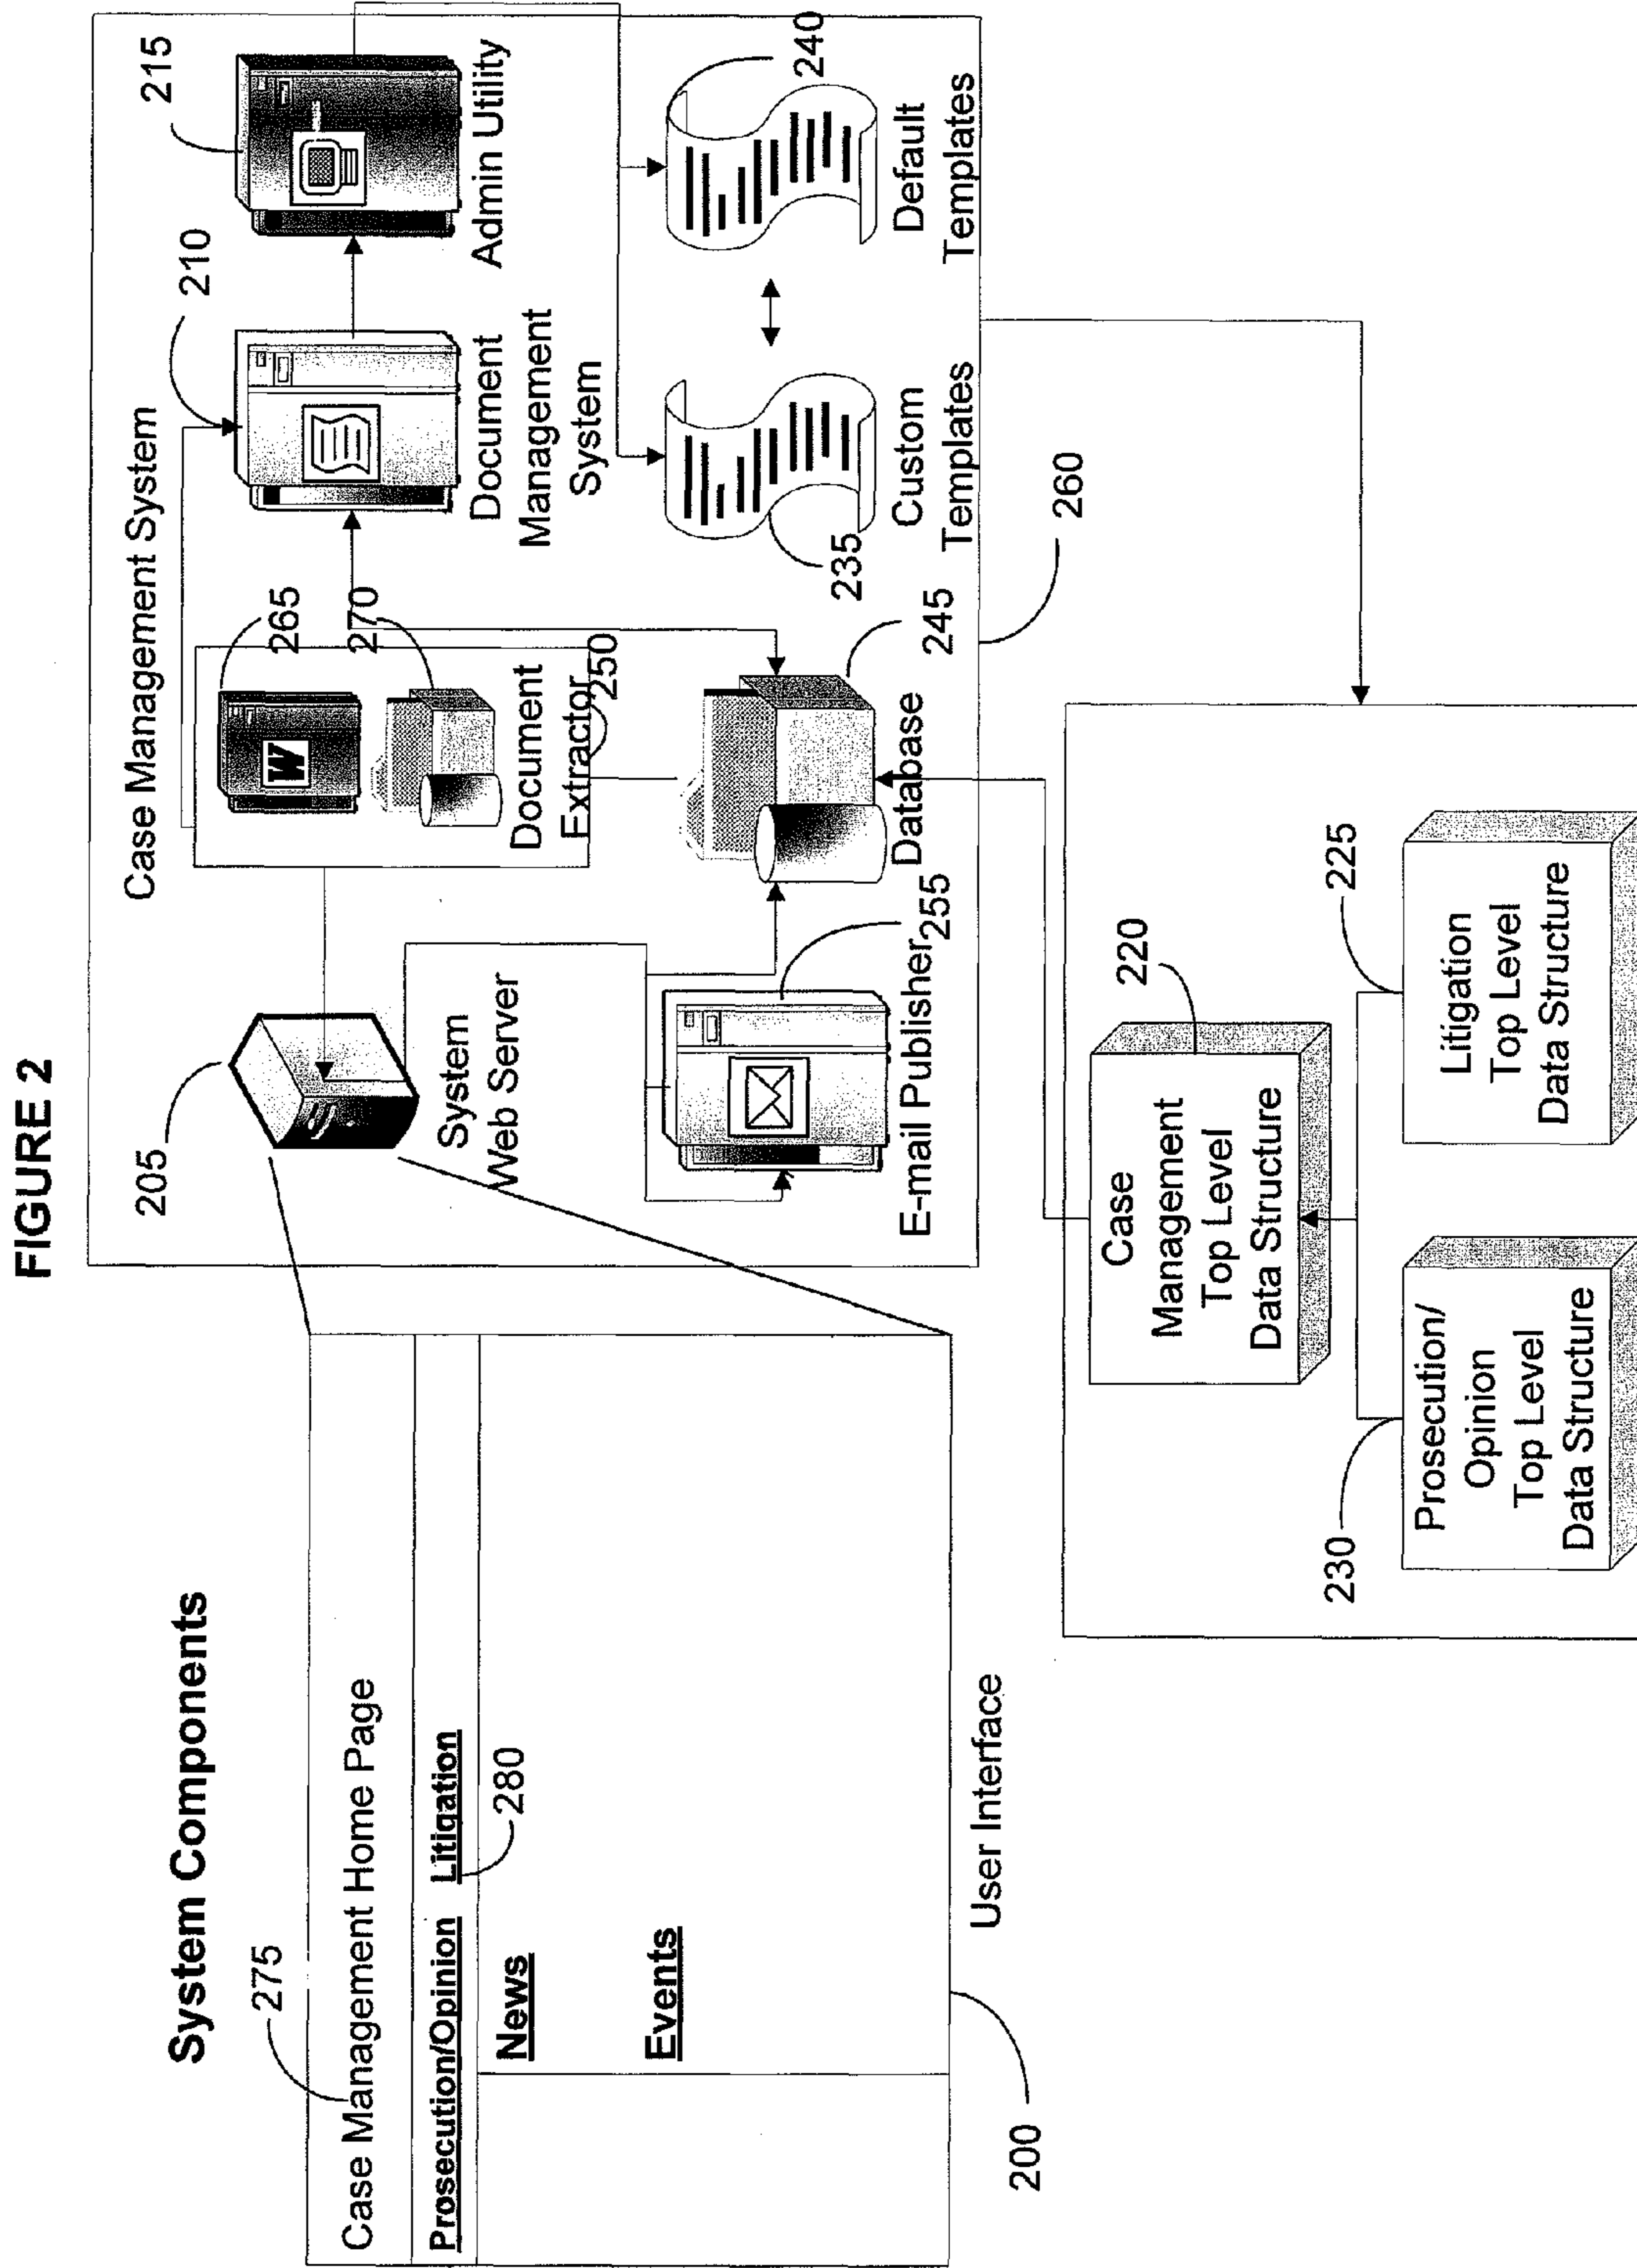 FIGURE 2
System Components
275
Case Management Home Page
Prosecution/Opinion
Litigation
280
News
Events
User Interface
200
Case Management System
205
System
Web Server
265
270
Document
Extractor
250
210
Document
Management
System
215
Admin Utility
E-mail Publisher
255
Database
245
235
Custom
Templates
240
Default
Templates
260
Case
Management
Top Level
Data Structure
220
230
Prosecution/
Opinion
Top Level
Data Structure
225
Litigation
Top Level
Data Structure
W